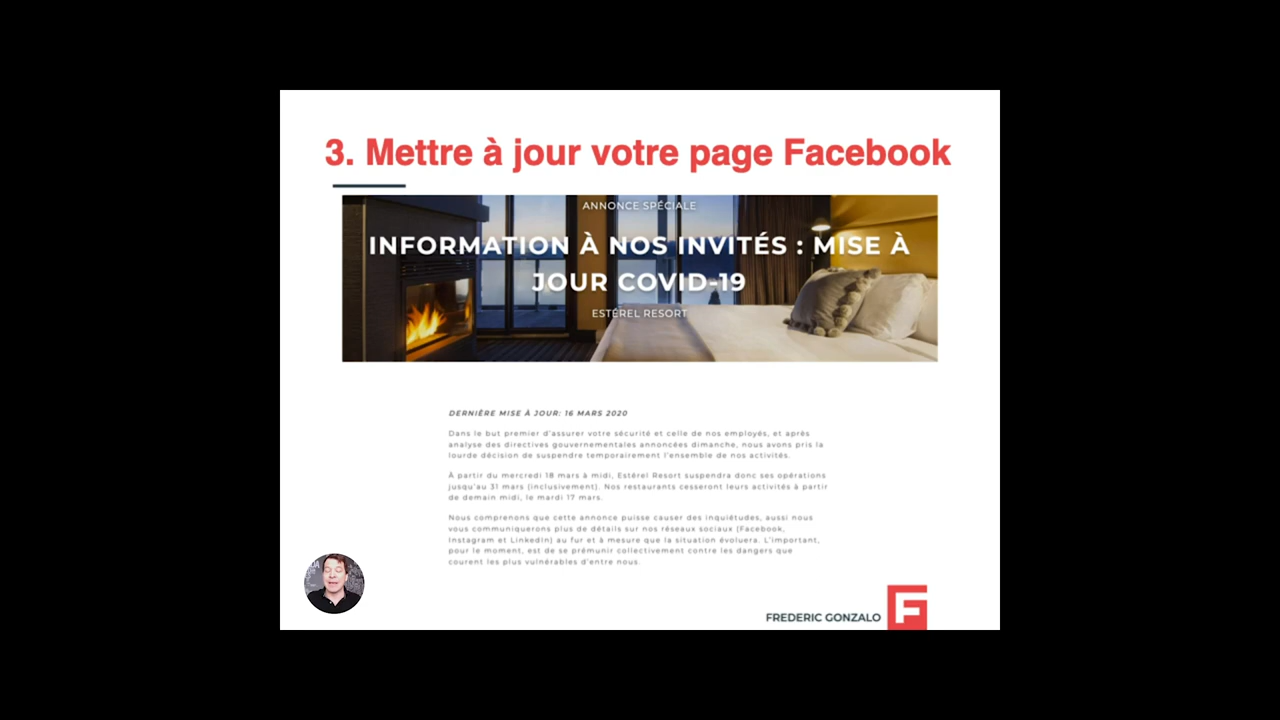 3. Mettre à jour votre page Facebook
ANNONCE SPÉCIALE
INFORMATION À NOS INVITÉS : MISE À
JOUR COVID-19
ESTÉREL RESORT
DERNIÈRE MISE À JOUR: 16 MARS 2020
Dans le but premier d'assurer votre sécurité et celle de nos employés, et après
analyse des directives gouvernementales annoncées dimanche, nous avons pris la
lourde décision de suspendre temporairement l'ensemble de nos activités.
À partir du mercredi 18 mars à midi, Estérel Resort suspendra donc ses opérations
jusqu'au 31 mars (inclusivement). Nos restaurants cesseront leurs activités à partir
de demain midi, le mardi 17 mars.
Nous comprenons que cette annonce puisse causer des inquiétudes, aussi nous
vous communiquerons plus de détails sur nos réseaux sociaux (Facebook,
Instagram et LinkedIn) au fur et à mesure que la situation évoluera. L'important,
pour le moment, est de se prémunir collectivement contre les dangers que
courent les plus vulnérables d'entre nous.
FREDERIC GONZALO F